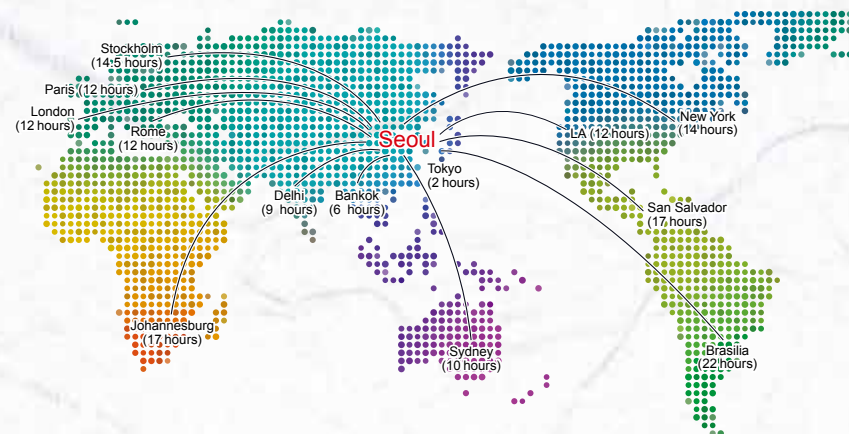 Stockholm
(14.5 hours)
Paris (12 hours)
London
(12 hours)
Rome
(12 hours)
Seoul
Tokyo
(2 hours)
LA (12 hours)
New York
(14 hours)
Delhi
(9 hours)
Bankok
(6 hours)
San Salvador
(17 hours)
Johannesburg
(17 hours)
Sydney
(10 hours)
Brasilia
(22 hours)